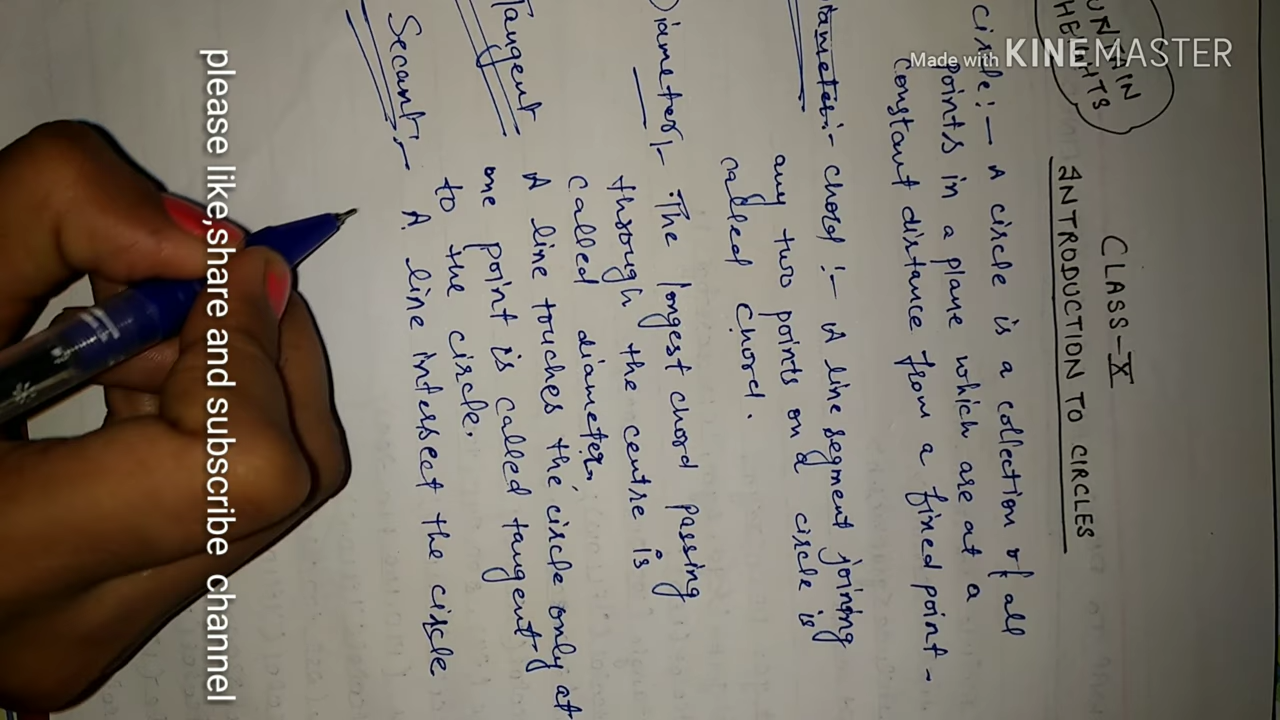 CLASS-X
INTRODUCTION TO CIRCLES
circle:- A circle is a collection of all
points in a plane which are at a
constant distance from a fixed point-
chord :- A line segment joining
any two points on a circle is
called chord.
Diameter:- The longest chord passing
through the centre is
called diameter.
Tangent A line touches the circle only at
one point is called tangent
to the circle.
Secant:- A line intersect the circle
Made with KINEMASTER
please like,share and subscribe channel